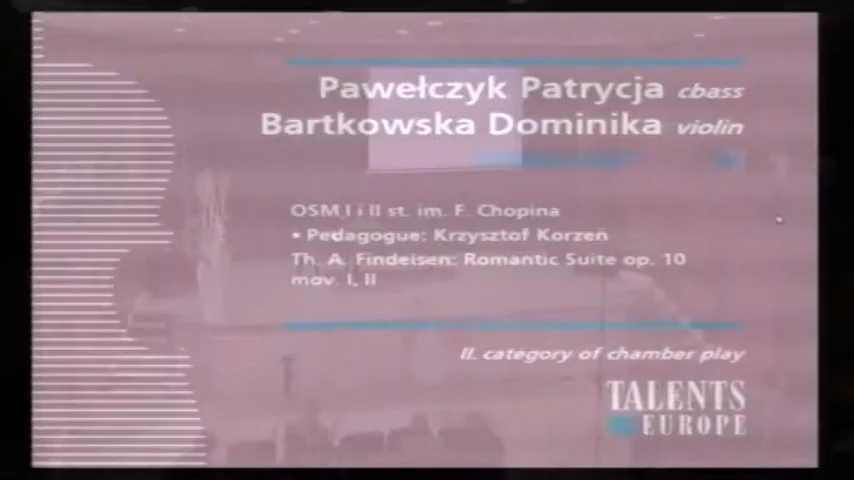 Pawełczyk Patrycja cbass
Bartkowska Dominika violin
OSM I i II st. im. F. Chopina
• Pedagogue: Krzysztof Korzeń
Th. A. Findeisen: Romantic Suite op. 10
mov. I, II
II. category of chamber play
TALENTS
EUROPE